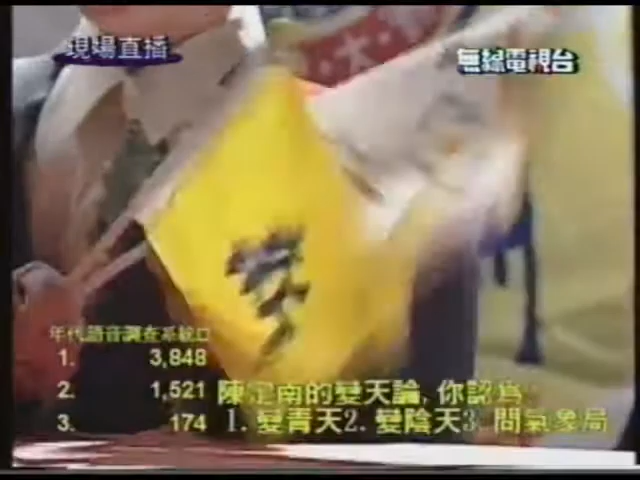 現場直播
無線電視台
大
年代語音調查系統
1. 3,848
2. 1,521
3. 174
陳定南的變天論,你認為
1. 變青天2. 變陰天3. 問氣象局